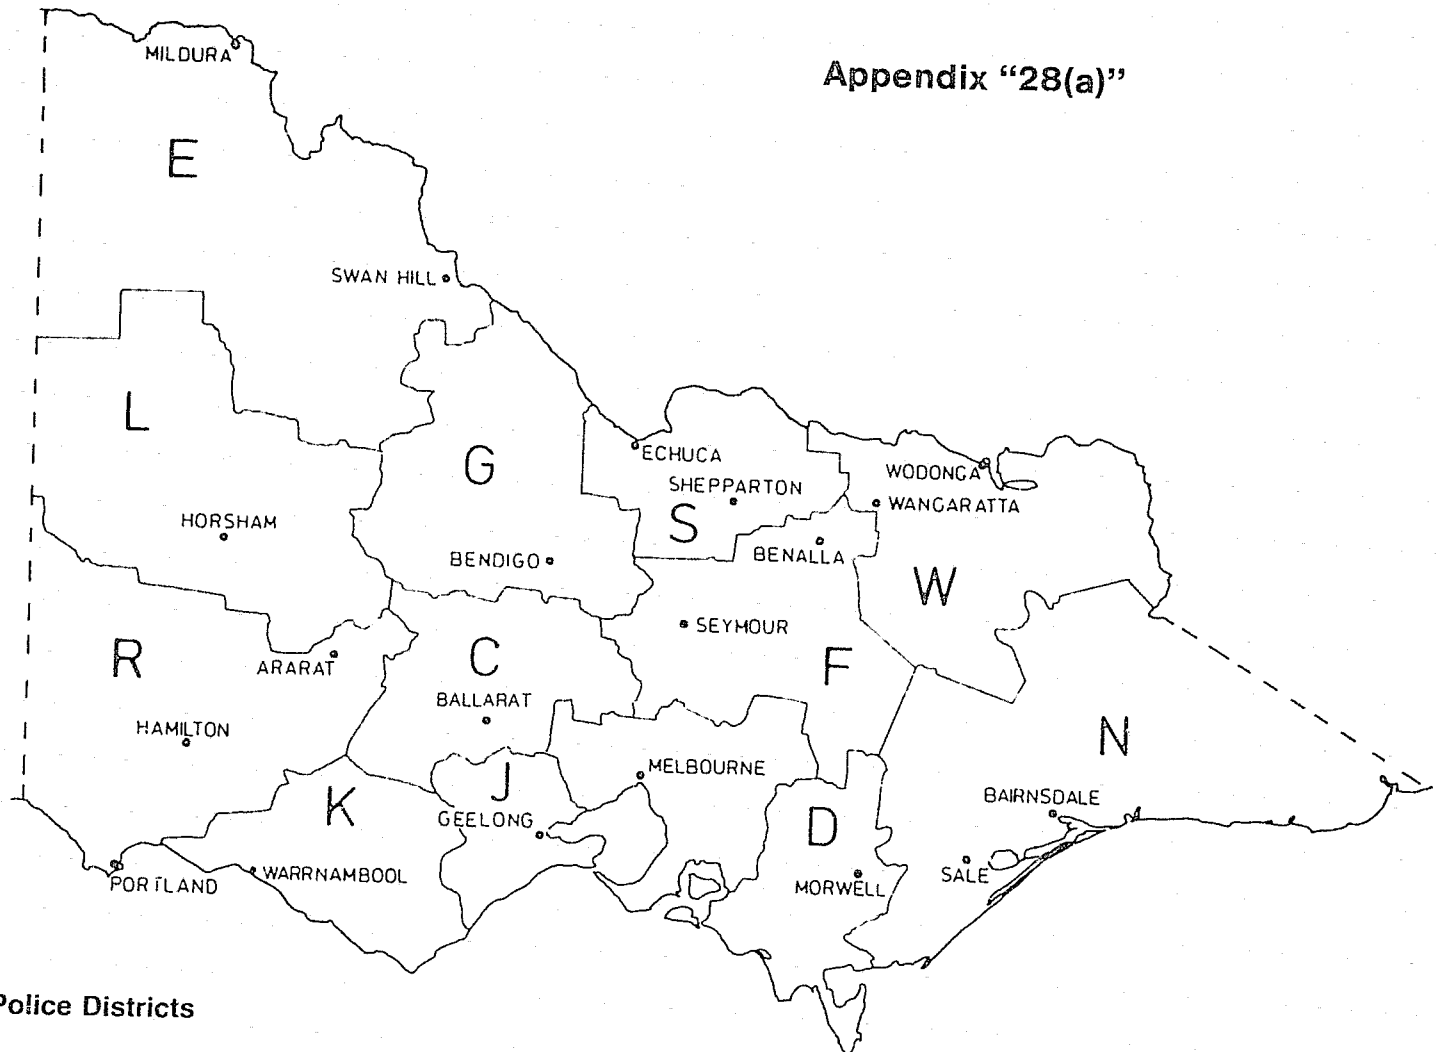 Appendix “28(a)”
MILDURA
E
SWAN HILL
L
G
ECHUCA
WODONGA
SHEPPARTON
WANGARATTA
HORSHAM
S
BENDIGO
BENALLA
W
SEYMOUR
R
ARARAT
C
F
BALLARAT
HAMILTON
N
MELBOURNE
J
K
GEELONG
D
BAIRNSDALE
PORTLAND
WARRNAMBOOL
MORWELL
SALE
Police Districts